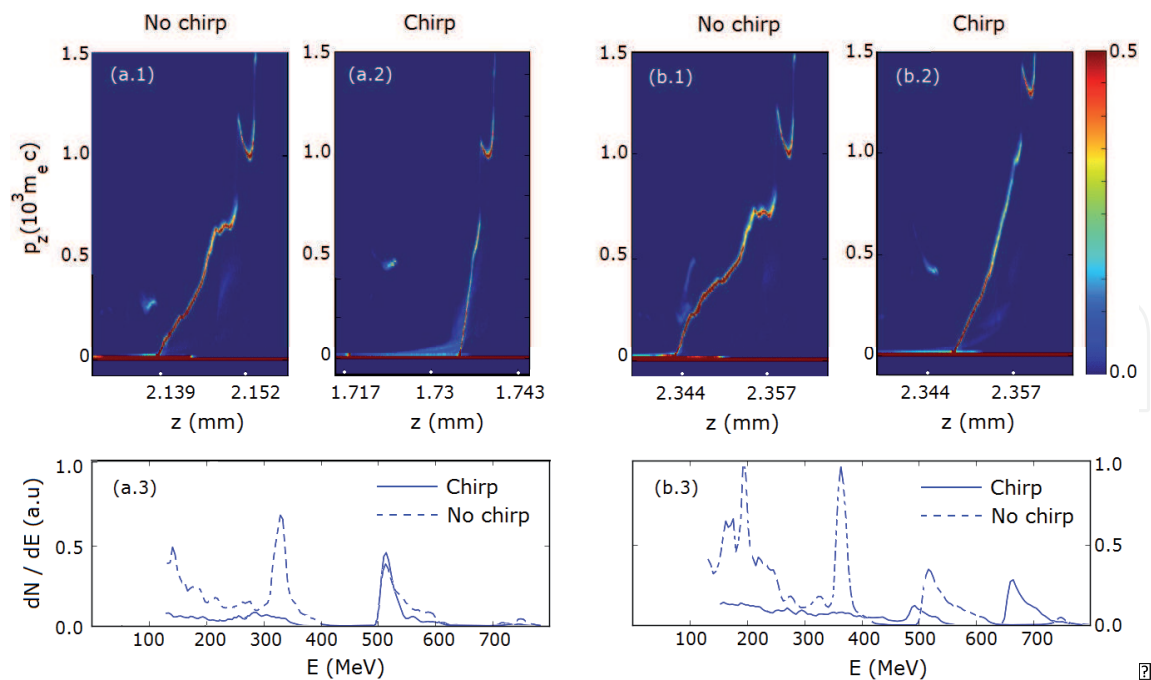 No chirp
Chirp
No chirp
Chirp
1.5
(a.1)
(a.2)
1.0
0.5
0
p_z(10^3 m_e c)
2.139 2.152
z (mm)
1.5
1.0
0.5
0
1.717 1.73 1.743
z (mm)
1.5
(b.1)
1.0
0.5
0
2.344 2.357
z (mm)
1.5
(b.2)
1.0
0.5
0
2.344 2.357
z (mm)
0.5
0.0
1.0
0.5
0.0
dN / dE (a.u)
(a.3)
Chirp
No chirp
100 200 300 400 500 600 700
E (MeV)
(b.3)
Chirp
No chirp
1.0
0.5
0.0
100 200 300 400 500 600 700
E (MeV)
?